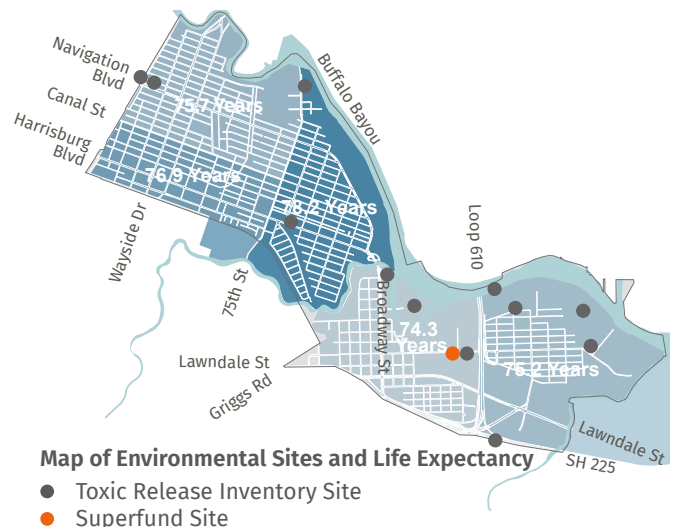 Navigation
Blvd
Canal St
Harrisburg
Blvd
75.7 Years
76.9 Years
78.2 Years
Buffalo Bayou
Wayside Dr
75th St
Loop 610
Broadway St
74.3
Years
75.2 Years
Lawndale St
Griggs Rd
Lawndale St
SH 225
Map of Environmental Sites and Life Expectancy
Toxic Release Inventory Site
Superfund Site